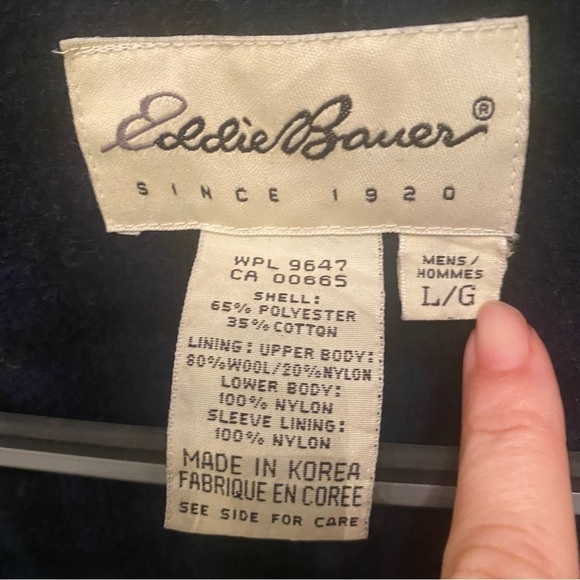 Eddie Bauer®
SINCE 1920
WPL 9647
CA 00665
SHELL:
65% POLYESTER
35% COTTON
LINING: UPPER BODY:
80%WOOL/20%NYLON
LOWER BODY:
100% NYLON
SLEEVE LINING:
100% NYLON
MADE IN KOREA
FABRIQUE EN COREE
SEE SIDE FOR CARE
MENS/
HOMMES
L/G